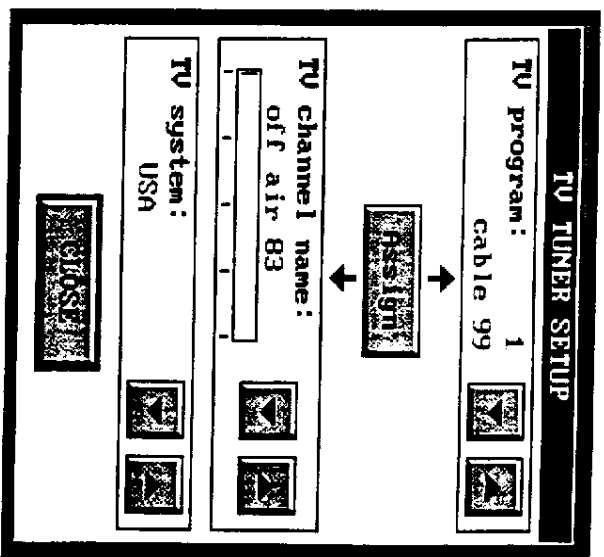 TV TUNER SETUP
TV program: 1
cable 99
Assign
TV channel name:
off air 83
TV system:
USA
CLOSE